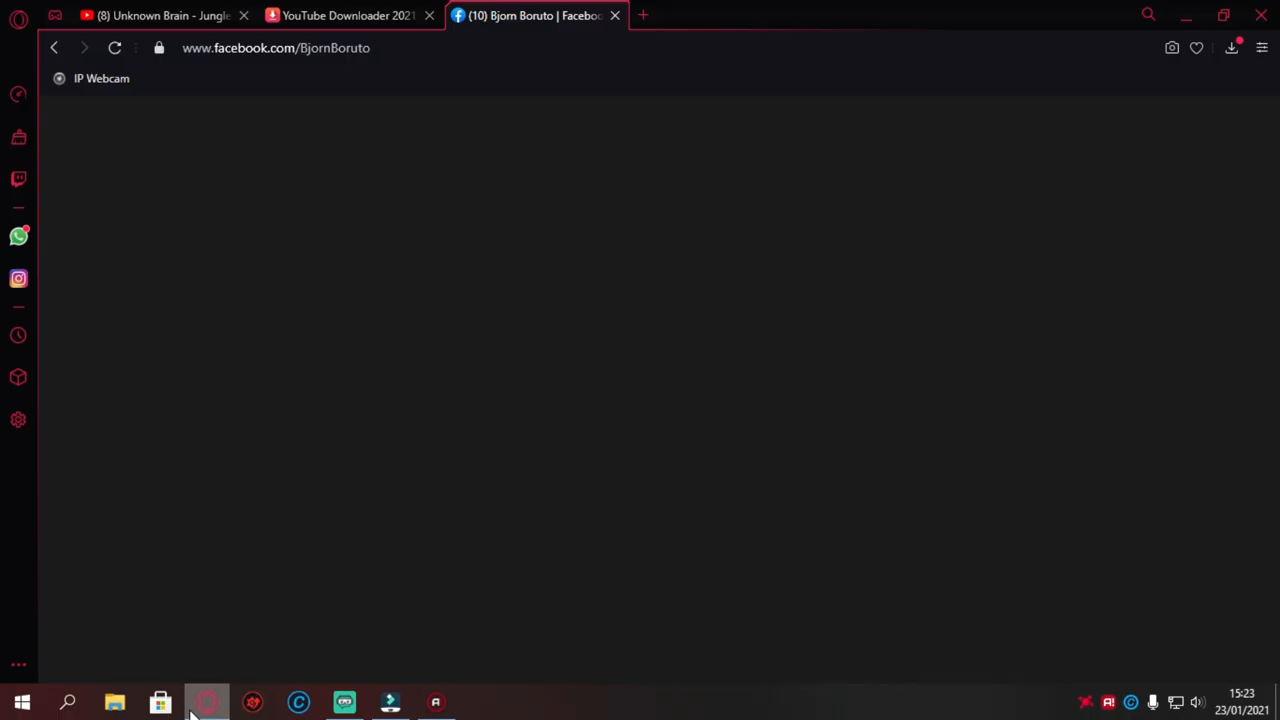 (8) Unknown Brain - Jungle
YouTube Downloader 2021
(10) Bjorn Boruto | Faceboo
www.facebook.com/BjornBoruto
IP Webcam
15:23
23/01/2021